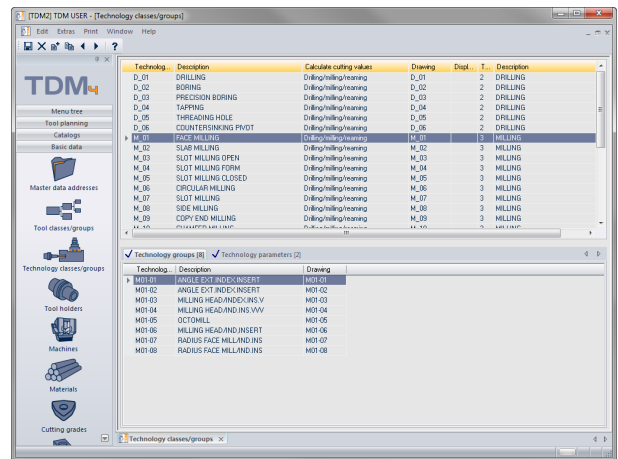 [TDM2] TDM USER - [Technology classes/groups]
Edit Extras Print Window Help
TDM4
Menu tree
Tool planning
Catalogs
Basic data
Master data addresses
Tool classes/groups
Technology classes/groups
Tool holders
Machines
Materials
Cutting grades
Technolog... Description Calculate cutting values Drawing Displ... T... Description
D_01 DRILLING Drilling/milling/reaming D_01 2 DRILLING
D_02 BORING Drilling/milling/reaming D_02 2 DRILLING
D_03 PRECISION BORING Drilling/milling/reaming D_03 2 DRILLING
D_04 TAPPING Drilling/milling/reaming D_04 2 DRILLING
D_05 THREADING HOLE Drilling/milling/reaming D_05 2 DRILLING
D_06 COUNTERSINKING PIVOT Drilling/milling/reaming D_06 2 DRILLING
M_01 FACE MILLING Drilling/milling/reaming M_01 3 MILLING
M_02 SLAB MILLING Drilling/milling/reaming M_02 3 MILLING
M_03 SLOT MILLING OPEN Drilling/milling/reaming M_03 3 MILLING
M_04 SLOT MILLING FORM Drilling/milling/reaming M_04 3 MILLING
M_05 SLOT MILLING CLOSED Drilling/milling/reaming M_05 3 MILLING
M_06 CIRCULAR MILLING Drilling/milling/reaming M_06 3 MILLING
M_07 SLOT MILLING Drilling/milling/reaming M_07 3 MILLING
M_08 SIDE MILLING Drilling/milling/reaming M_08 3 MILLING
M_09 COPY END MILLING Drilling/milling/reaming M_09 3 MILLING
M_10 CHAMFER MILLING Drilling/milling/reaming M_10 3 MILLING
Technology groups [8] Technology parameters [2]
Technolog... Description Drawing
M01-01 ANGLE EXT.INDEX.INSERT M01-01
M01-02 ANGLE EXT.INDEX.INSERT M01-02
M01-03 MILLING HEAD/INDEX.INS.V M01-03
M01-04 MILLING HEAD/IND.INS.VVV M01-04
M01-05 OCTOMILL M01-05
M01-06 MILLING HEAD/IND.INSERT M01-06
M01-07 RADIUS FACE MILL/IND.INS M01-07
M01-08 RADIUS FACE MILL/IND.INS M01-08
Technology classes/groups